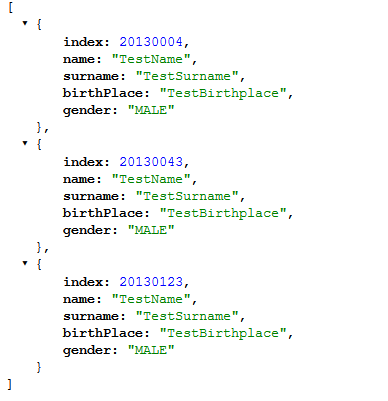 [
{
index: 20130004,
name: "TestName",
surname: "TestSurname",
birthPlace: "TestBirthplace",
gender: "MALE"
},
{
index: 20130043,
name: "TestName",
surname: "TestSurname",
birthPlace: "TestBirthplace",
gender: "MALE"
},
{
index: 20130123,
name: "TestName",
surname: "TestSurname",
birthPlace: "TestBirthplace",
gender: "MALE"
}
]